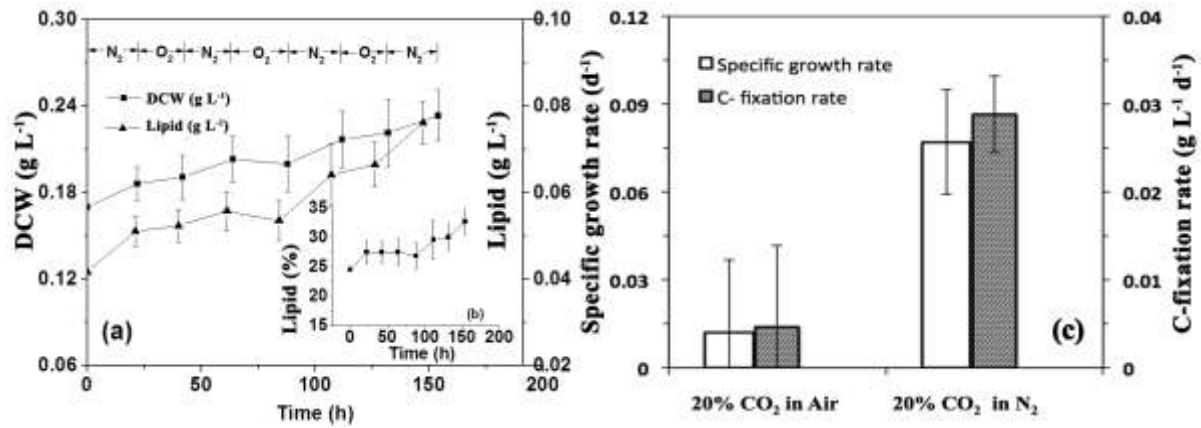 0.30
0.24
0.18
0.12
0.06
DCW (g L⁻¹)
N₂ O₂ N₂ O₂ N₂ O₂ N₂
DCW (g L⁻¹)
Lipid (g L⁻¹)
(a)
0 50 100 150 200
Time (h)
0.10
0.08
0.06
0.04
0.02
Lipid (g L⁻¹)
35
30
25
20
15
Lipid (%)
(b)
0 50 100 150 200
Time (h)
0.12
0.09
0.06
0.03
0
Specific growth rate (d⁻¹)
Specific growth rate
C- fixation rate
(c)
20% CO₂ in Air 20% CO₂ in N₂
0.04
0.03
0.02
0.01
0
C-fixation rate (g L⁻¹ d⁻¹)